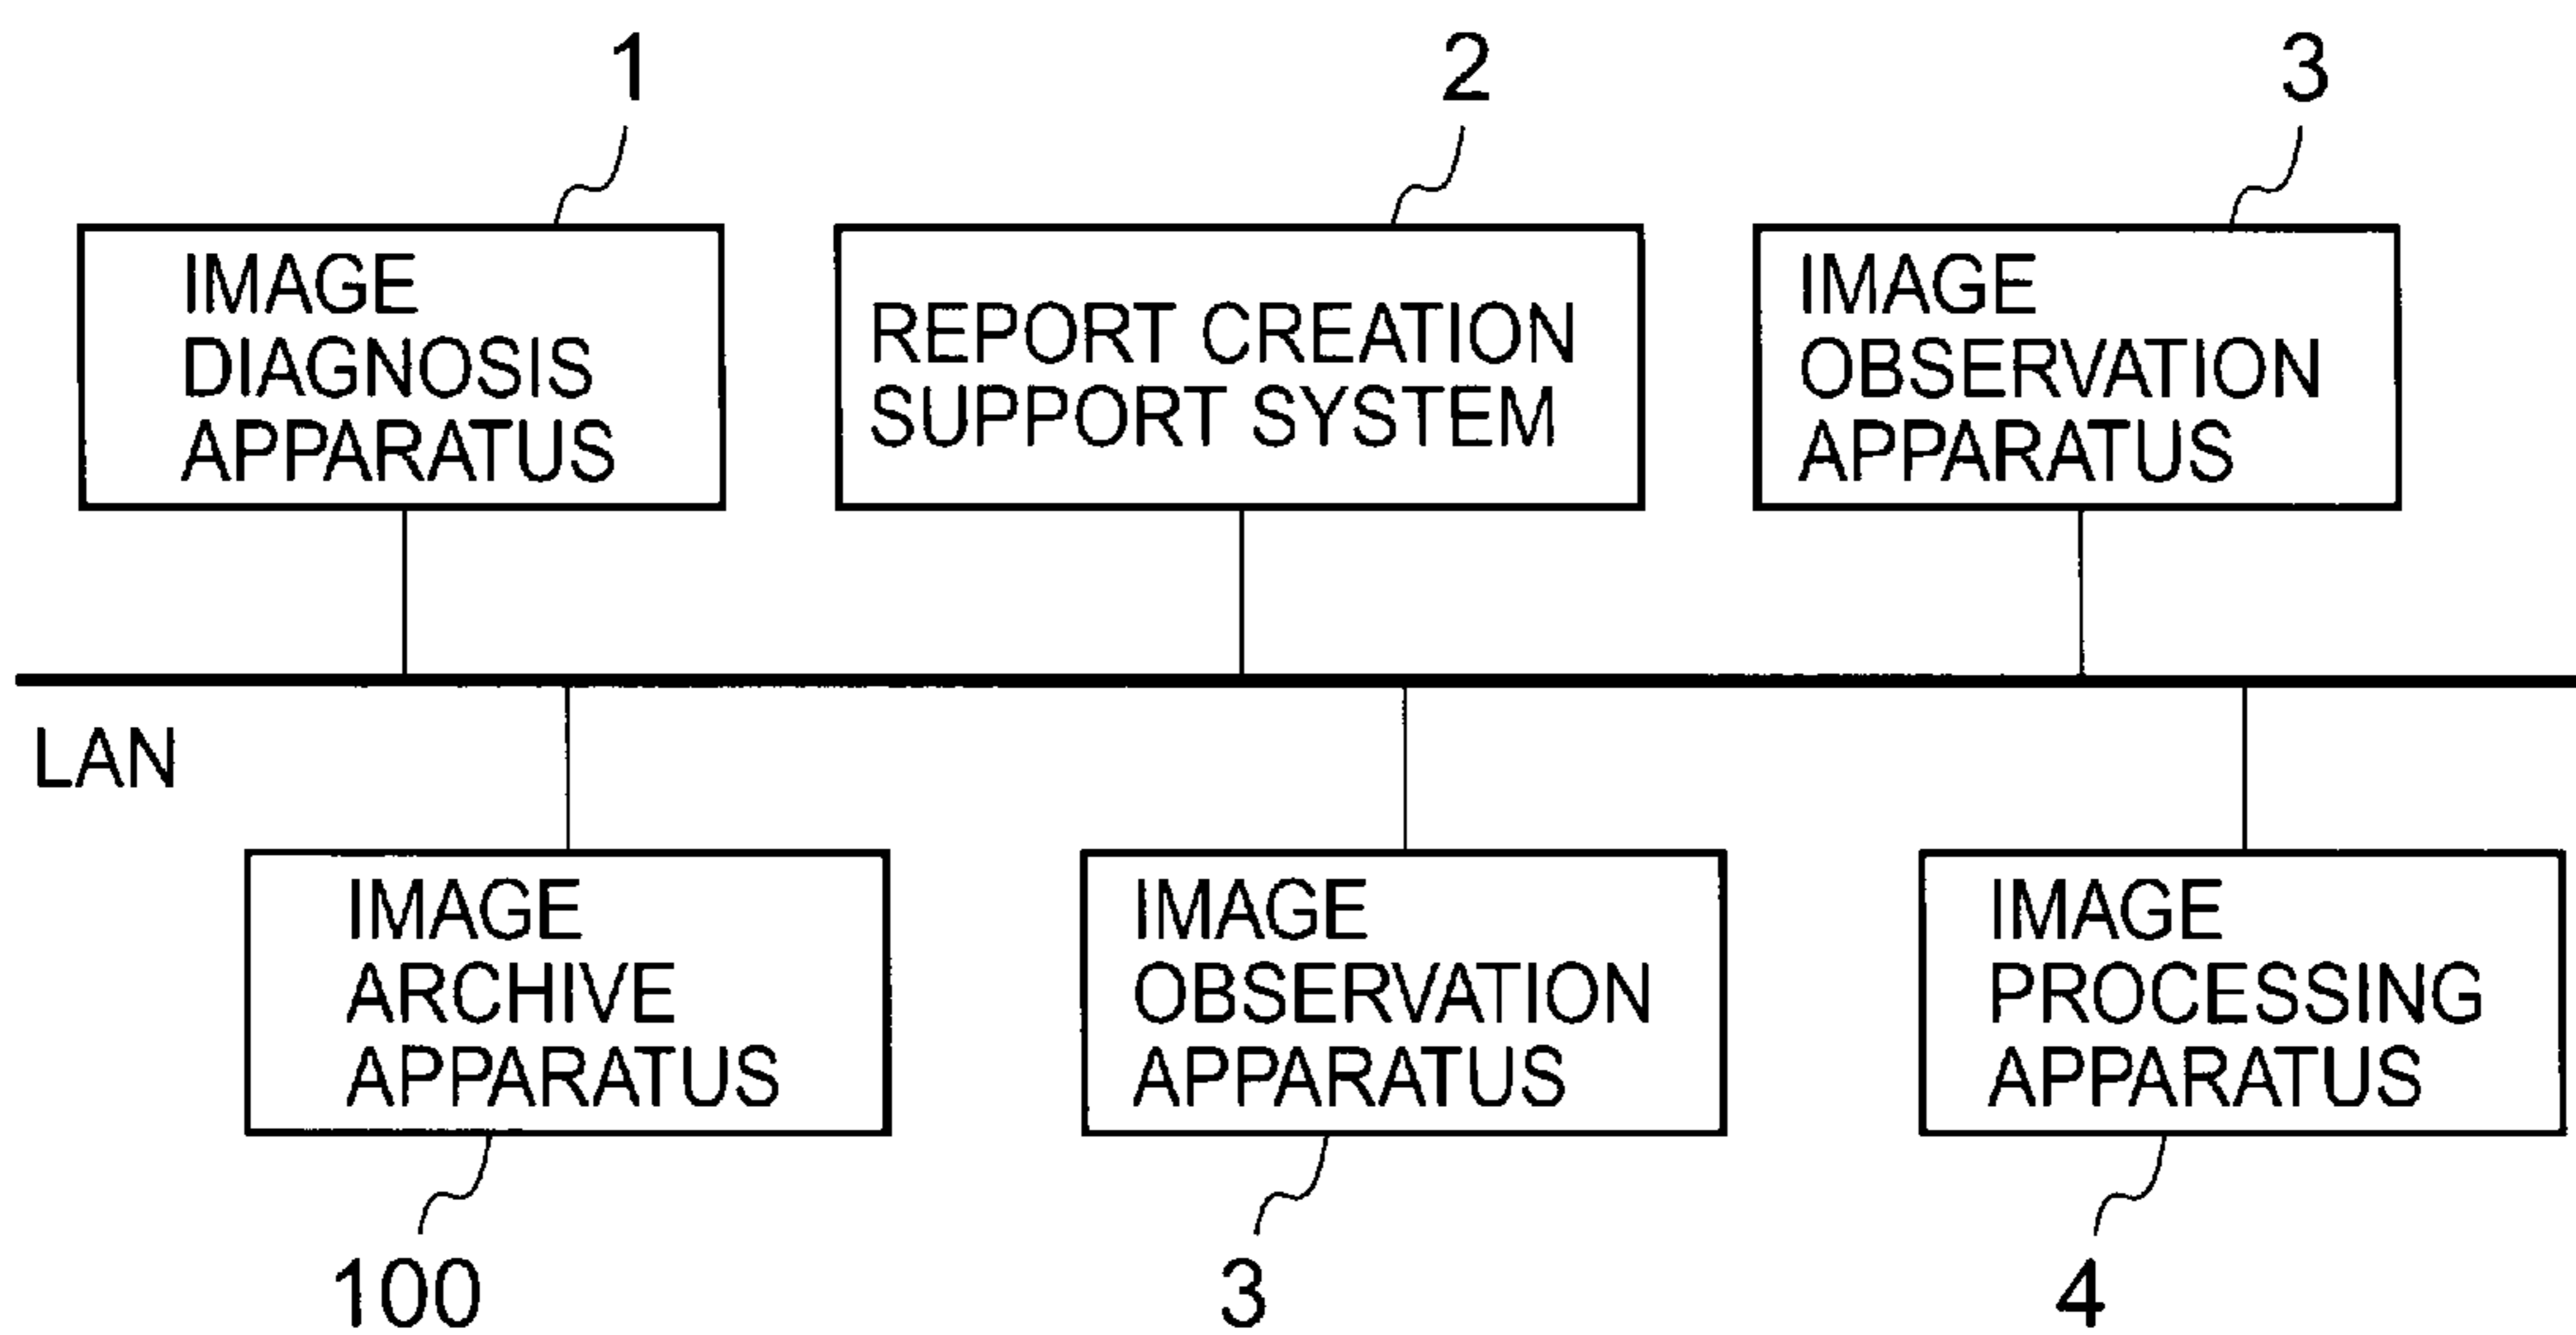 1
2
3
IMAGE
DIAGNOSIS
APPARATUS
REPORT CREATION
SUPPORT SYSTEM
IMAGE
OBSERVATION
APPARATUS
LAN
IMAGE
ARCHIVE
APPARATUS
IMAGE
OBSERVATION
APPARATUS
IMAGE
PROCESSING
APPARATUS
100
3
4